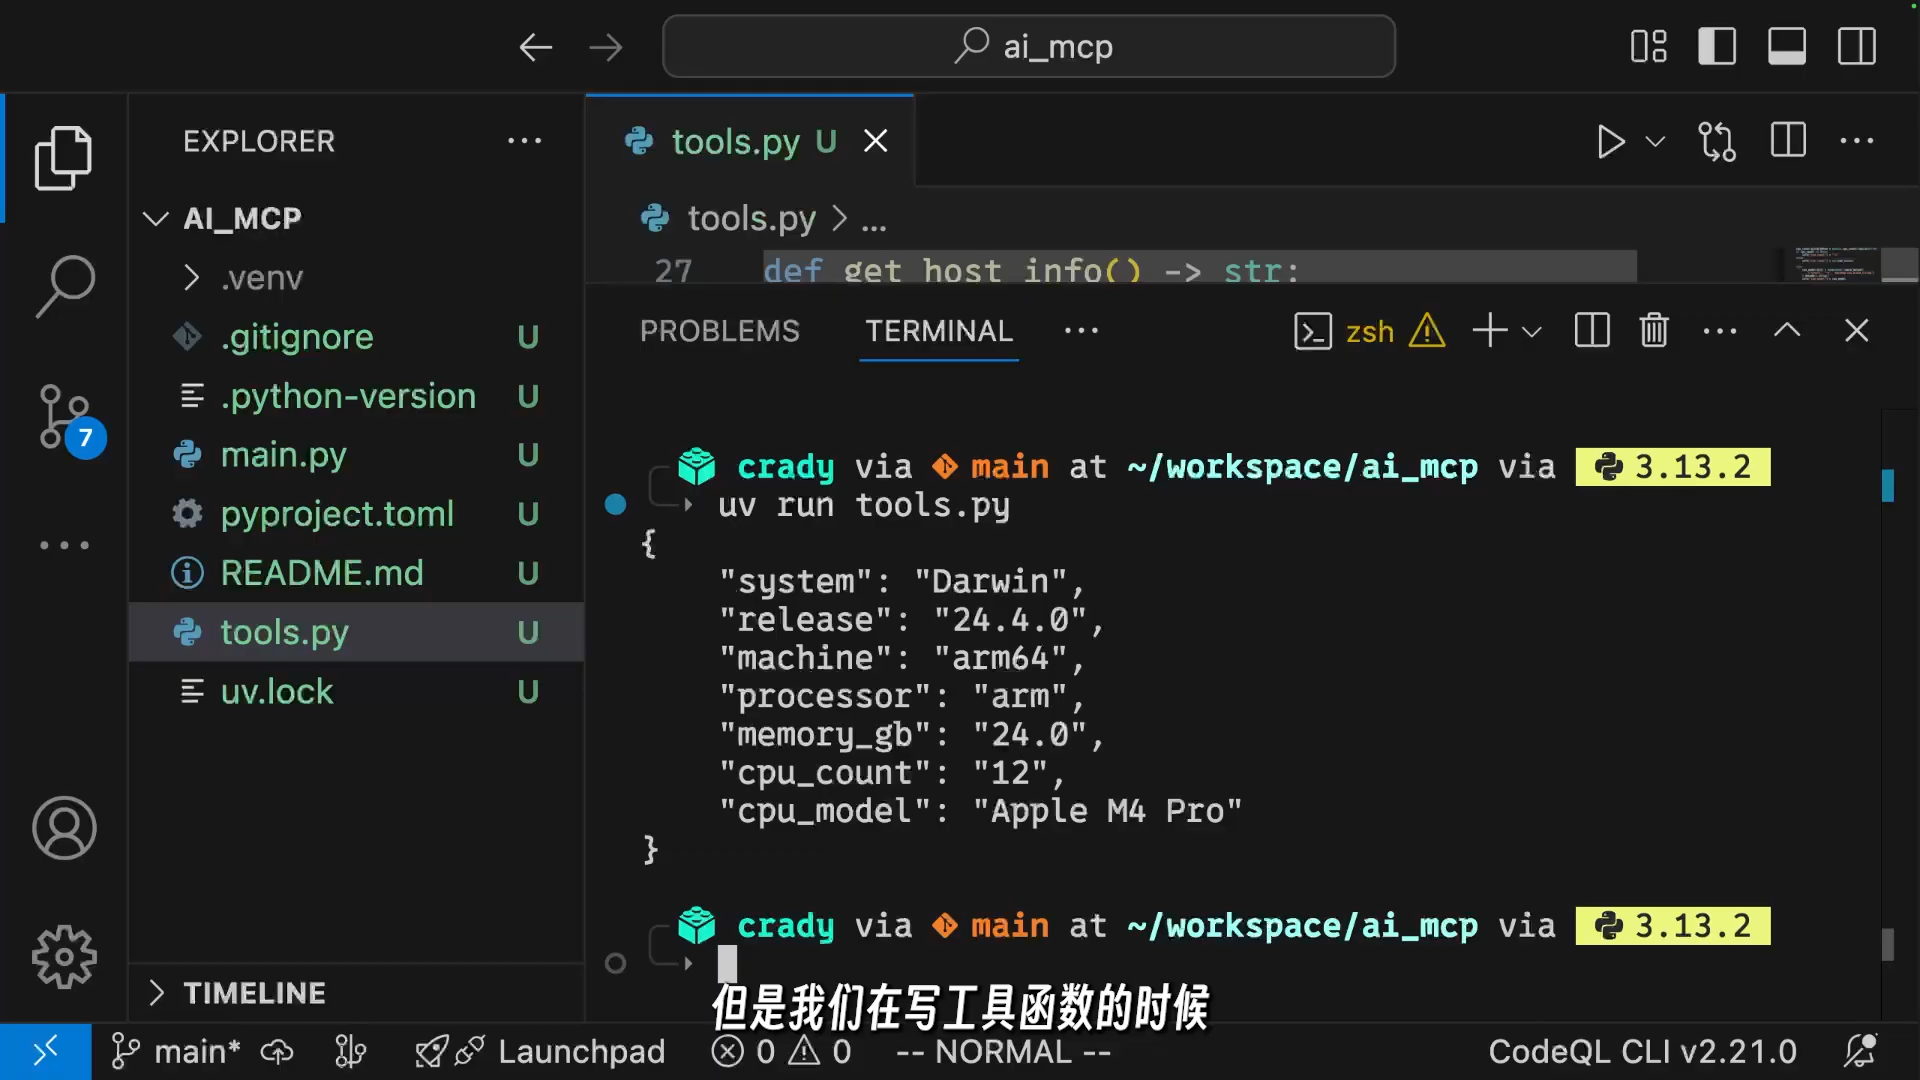 ai_mcp
EXPLORER
AI_MCP
.venv
.gitignore U
.python-version U
main.py U
pyproject.toml U
README.md U
tools.py U
uv.lock U
TIMELINE
7
tools.py U
tools.py > ...
27 def get_host_info() -> str:
PROBLEMS TERMINAL
zsh
crady via main at ~/workspace/ai_mcp via 3.13.2
uv run tools.py
{
"system": "Darwin",
"release": "24.4.0",
"machine": "arm64",
"processor": "arm",
"memory_gb": "24.0",
"cpu_count": "12",
"cpu_model": "Apple M4 Pro"
}
crady via main at ~/workspace/ai_mcp via 3.13.2
但是我们在写工具函数的时候
main* Launchpad 0 0 -- NORMAL -- CodeQL CLI v2.21.0